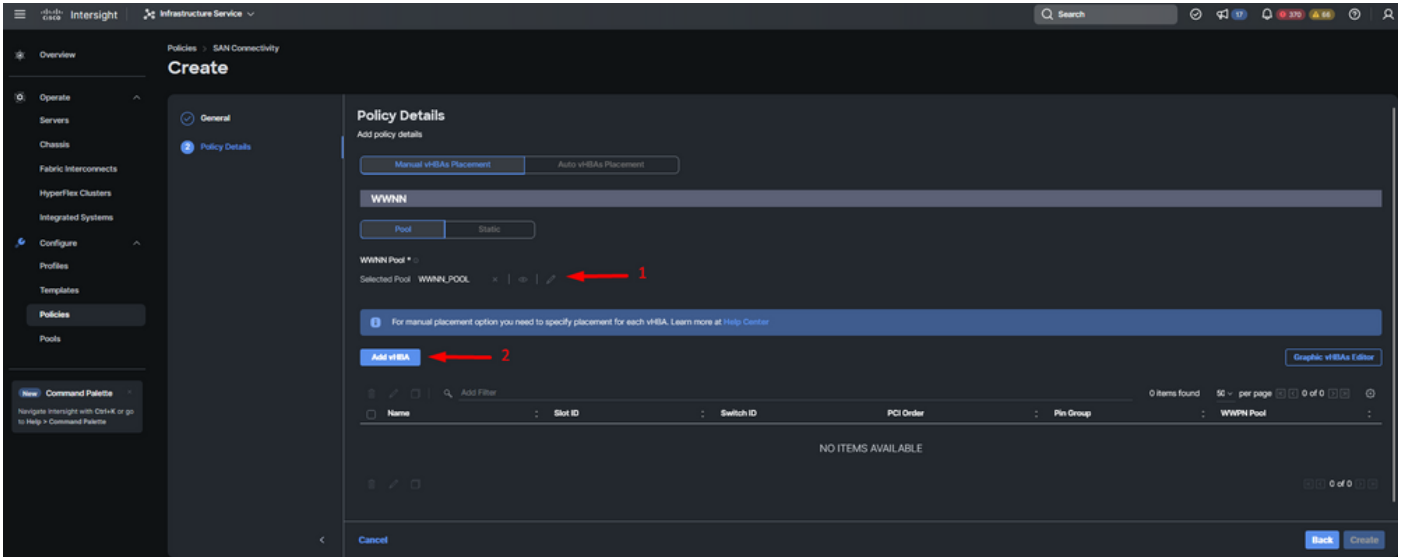 cisco Intersight Infrastructure Service Search 17 370 66
Overview
Policies > SAN Connectivity
Create
Operate
Servers
Chassis
Fabric Interconnects
HyperFlex Clusters
Integrated Systems
Configure
Profiles
Templates
Policies
Pools
New Command Palette
Navigate Intersight with Ctrl+K or go
to Help > Command Palette
General
2 Policy Details
Policy Details
Add policy details
Manual vHBAs Placement Auto vHBAs Placement
WWNN
Pool Static
WWNN Pool *
Selected Pool WWNN_POOL × | | 1
For manual placement option you need to specify placement for each vHBA. Learn more at Help Center
Add vHBA 2 Graphic vHBAs Editor
Add Filter 0 items found 50 per page 0 of 0
Name Slot ID Switch ID PCI Order Pin Group WWPN Pool
NO ITEMS AVAILABLE
0 of 0
< Cancel Back Create